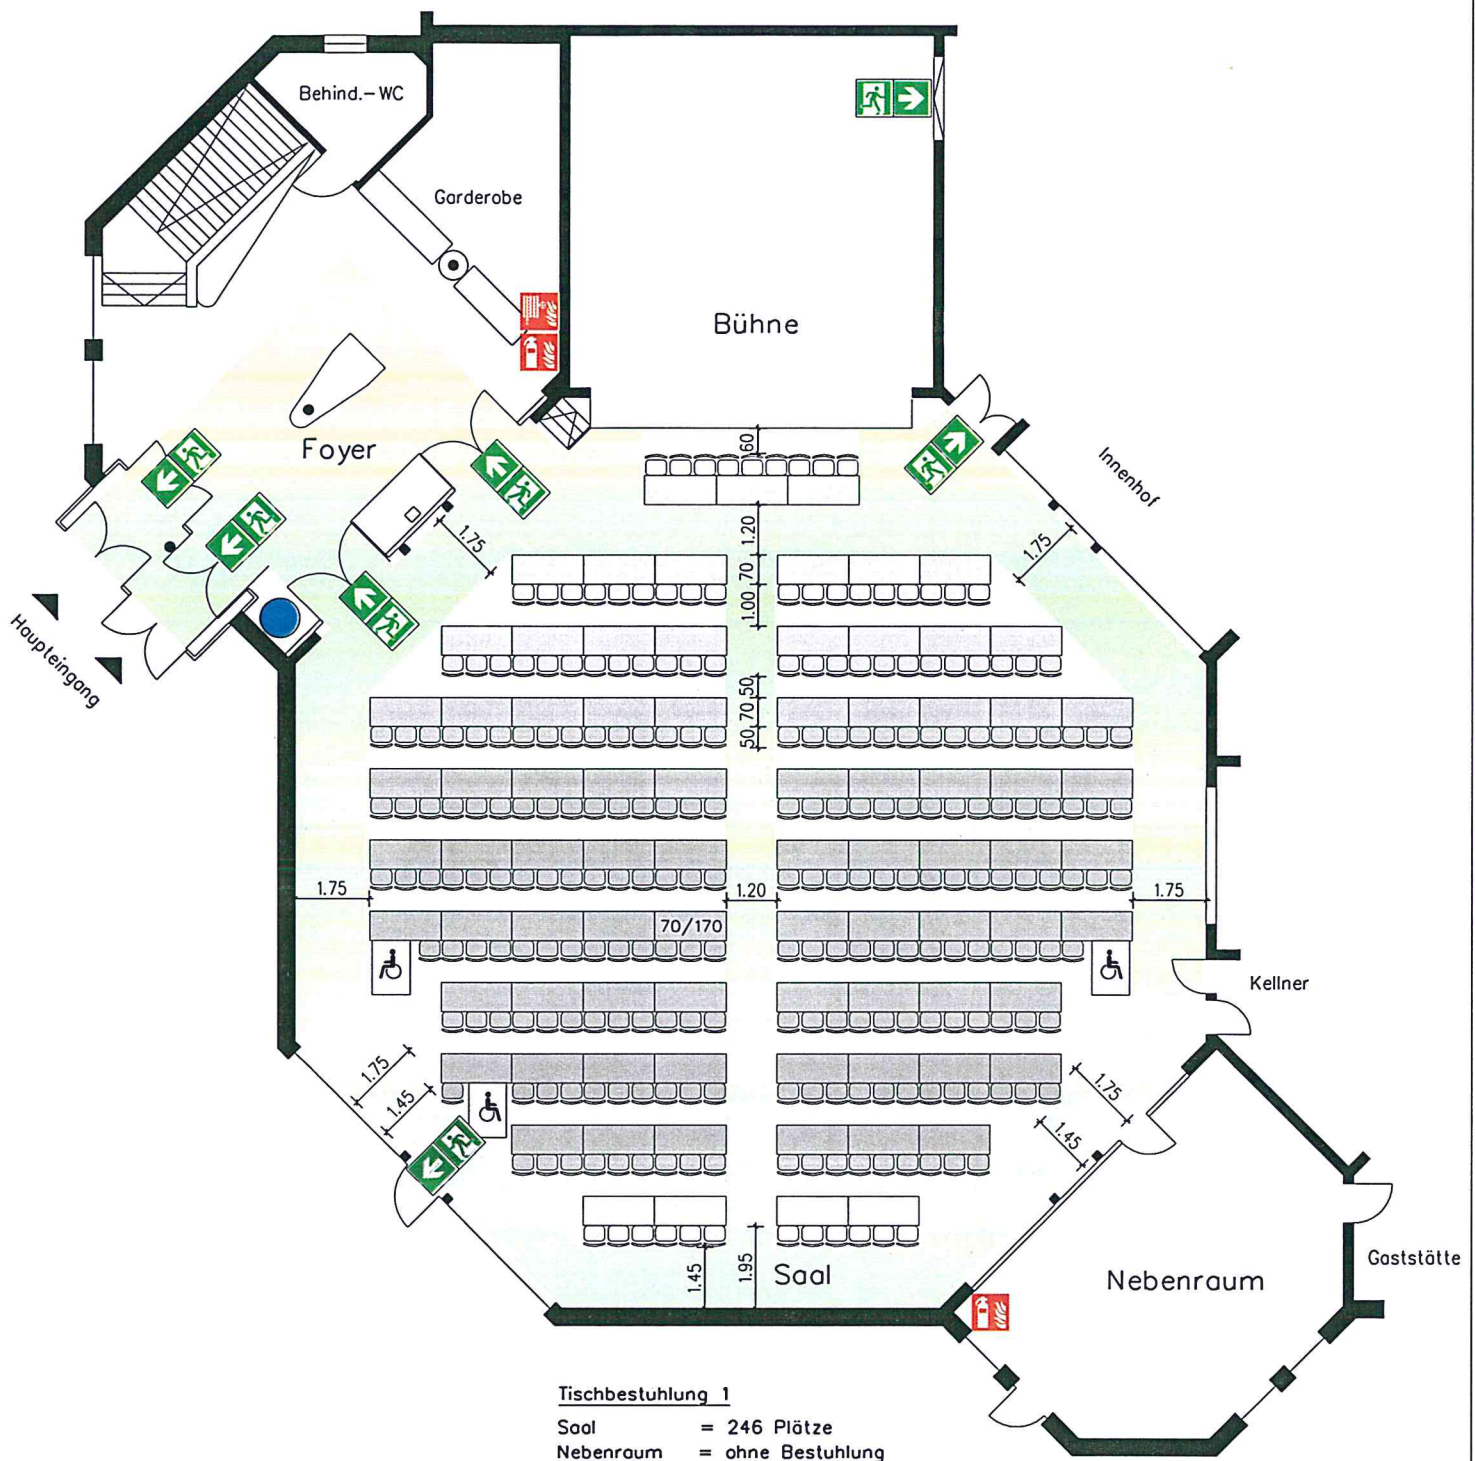 Behind.-WC
Garderobe
Bühne
Foyer
60
Innenhof
1.20
1.75
1.75
70
1.00
Haupteingang
50
70
50
1.75
1.20
1.75
70/170
Kellner
1.75
1.45
1.75
1.45
1.45
1.95
Saal
Nebenraum
Gaststätte
Tischbestuhlung 1
Saal = 246 Plätze
Nebenraum = ohne Bestuhlung